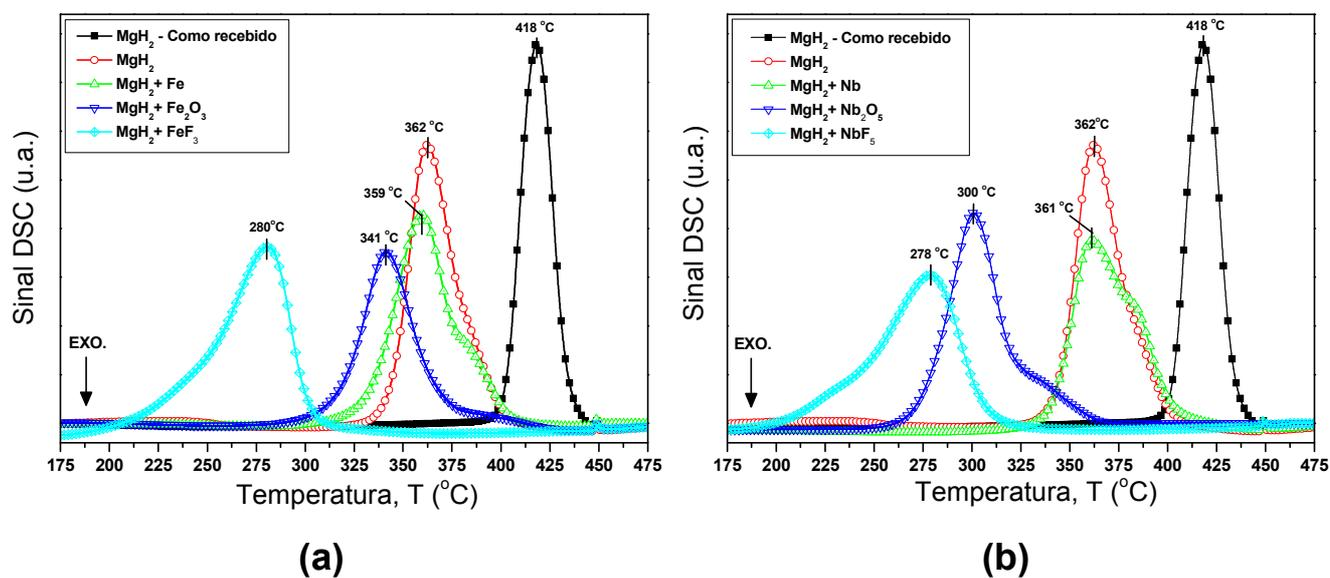 MgH₂ - Como recebido
MgH₂
MgH₂+ Fe
MgH₂+ Fe₂O₃
MgH₂+ FeF₃
418 °C
362 °C
359 °C
341 °C
280°C
EXO.
Sinal DSC (u.a.)
175 200 225 250 275 300 325 350 375 400 425 450 475
Temperatura, T (°C)
(a)
MgH₂ - Como recebido
MgH₂
MgH₂+ Nb
MgH₂+ Nb₂O₅
MgH₂+ NbF₅
418 °C
362°C
361 °C
300 °C
278 °C
EXO.
Sinal DSC (u.a.)
175 200 225 250 275 300 325 350 375 400 425 450 475
Temperatura, T (°C)
(b)